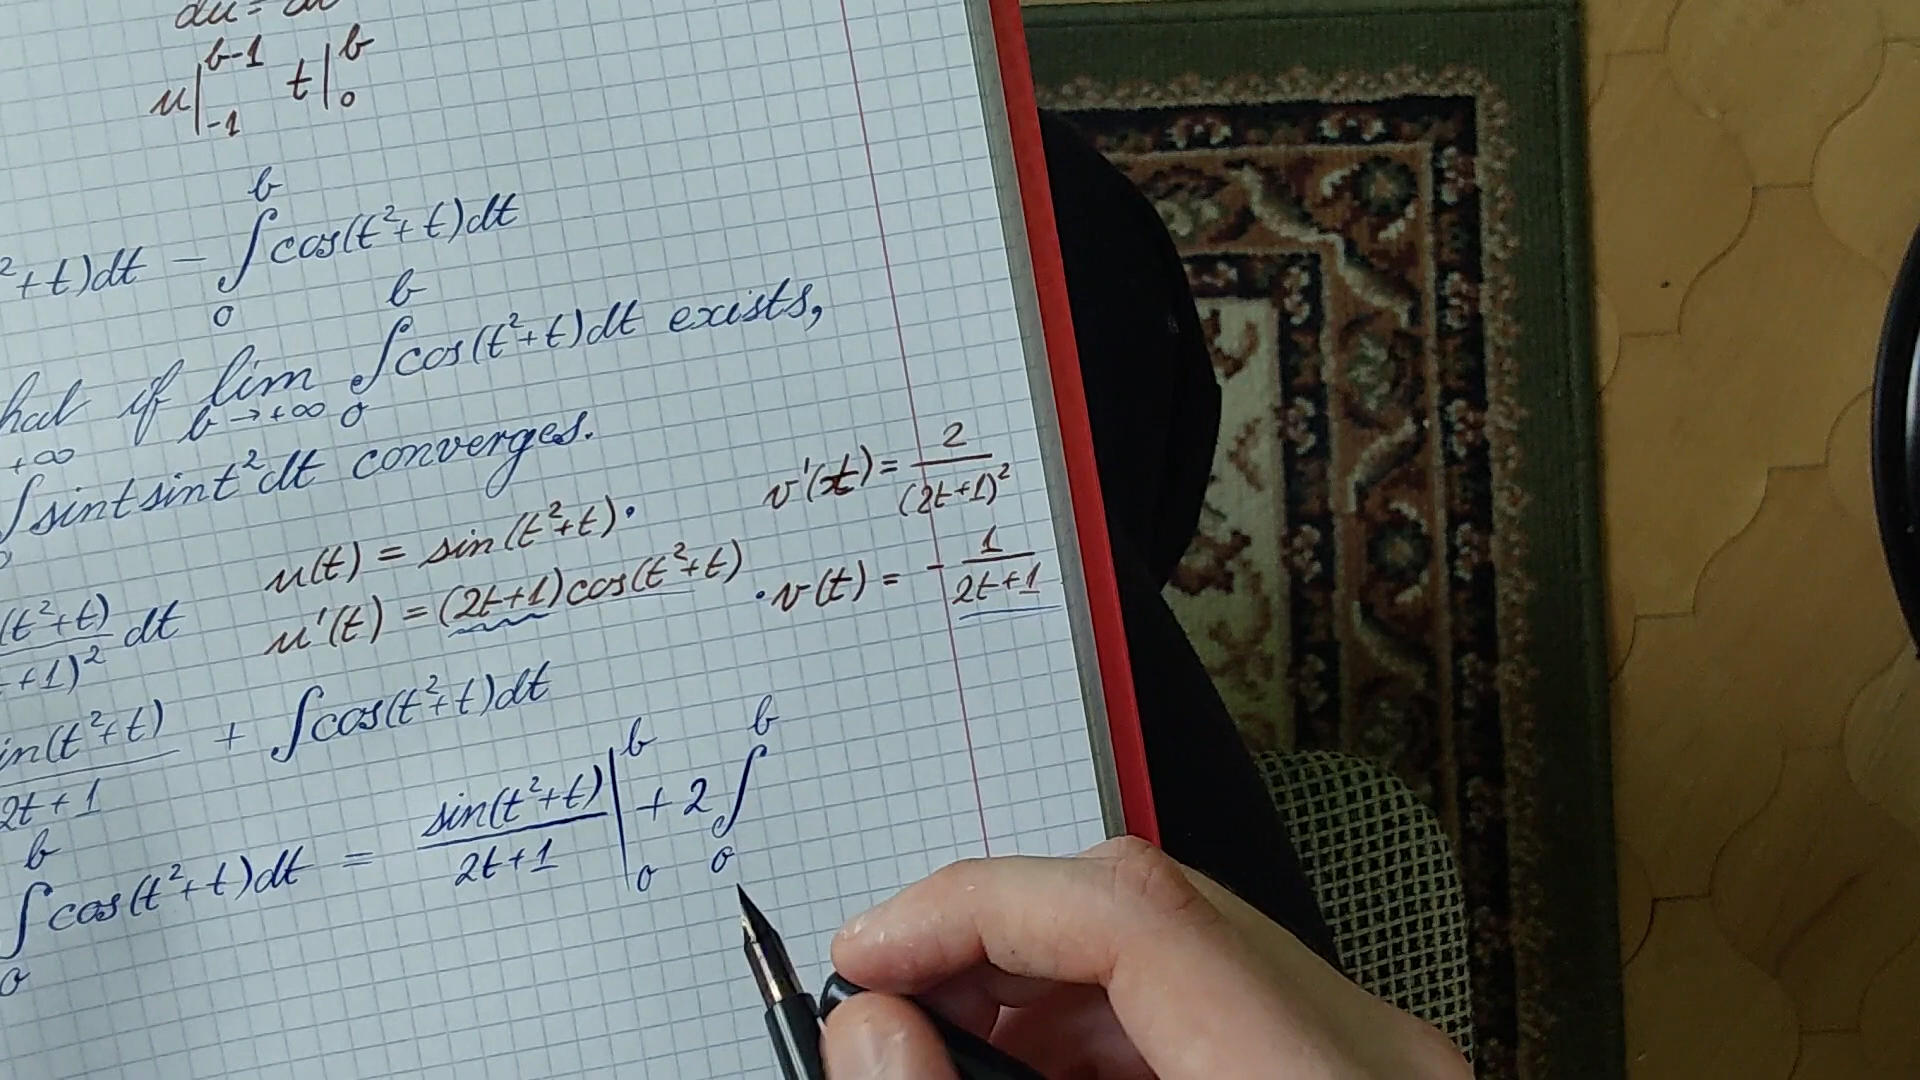 du = d
u|_{-1}^{b-1} t|_0^b
²+t)dt - ∫_0^b cos(t²+t)dt
hat if lim_{b→+∞} ∫_0^b cos(t²+t)dt exists,
∫^{+∞} sint sint² dt converges.
v'(t) = 2/(2t+1)²
u(t) = sin(t²+t)·
u'(t) = (2t+1)cos(t²+t) ·v(t) = - 1/(2t+1)
(t²+t)/(+1)² dt
in(t²+t)/(2t+1) + ∫cos(t²+t)dt
∫_0^b cos(t²+t)dt = sin(t²+t)/(2t+1)|_0^b + 2∫_0^b